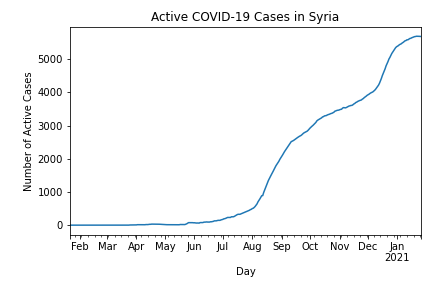 Active COVID-19 Cases in Syria
Number of Active Cases
5000
4000
3000
2000
1000
0
Feb Mar Apr May Jun Jul Aug Sep Oct Nov Dec Jan
2021
Day